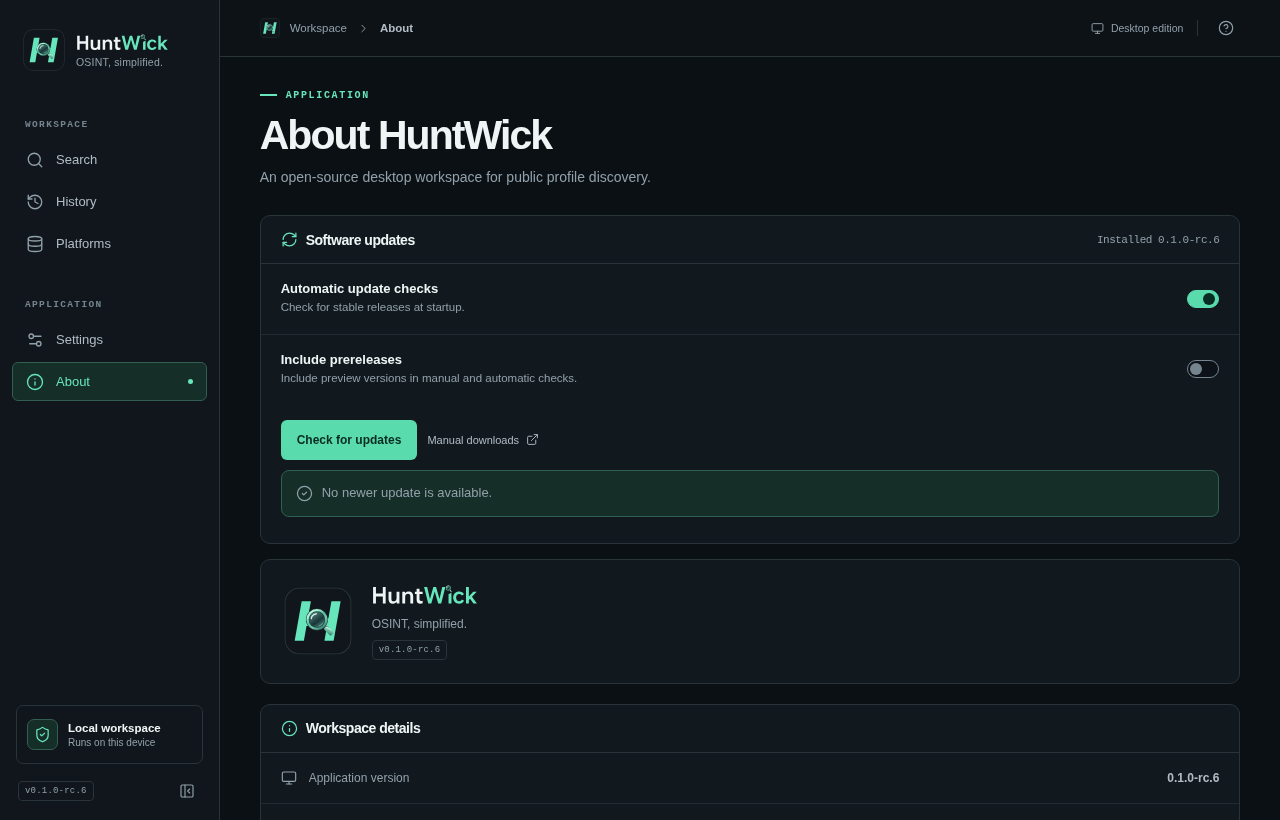 HuntWick
OSINT, simplified.
WORKSPACE
Search
History
Platforms
APPLICATION
Settings
About
Local workspace
Runs on this device
v0.1.0-rc.6
Workspace
About
Desktop edition
APPLICATION
About HuntWick
An open-source desktop workspace for public profile discovery.
Software updates
Installed 0.1.0-rc.6
Automatic update checks
Check for stable releases at startup.
Include prereleases
Include preview versions in manual and automatic checks.
Check for updates
Manual downloads
No newer update is available.
HuntWick
OSINT, simplified.
v0.1.0-rc.6
Workspace details
Application version
0.1.0-rc.6